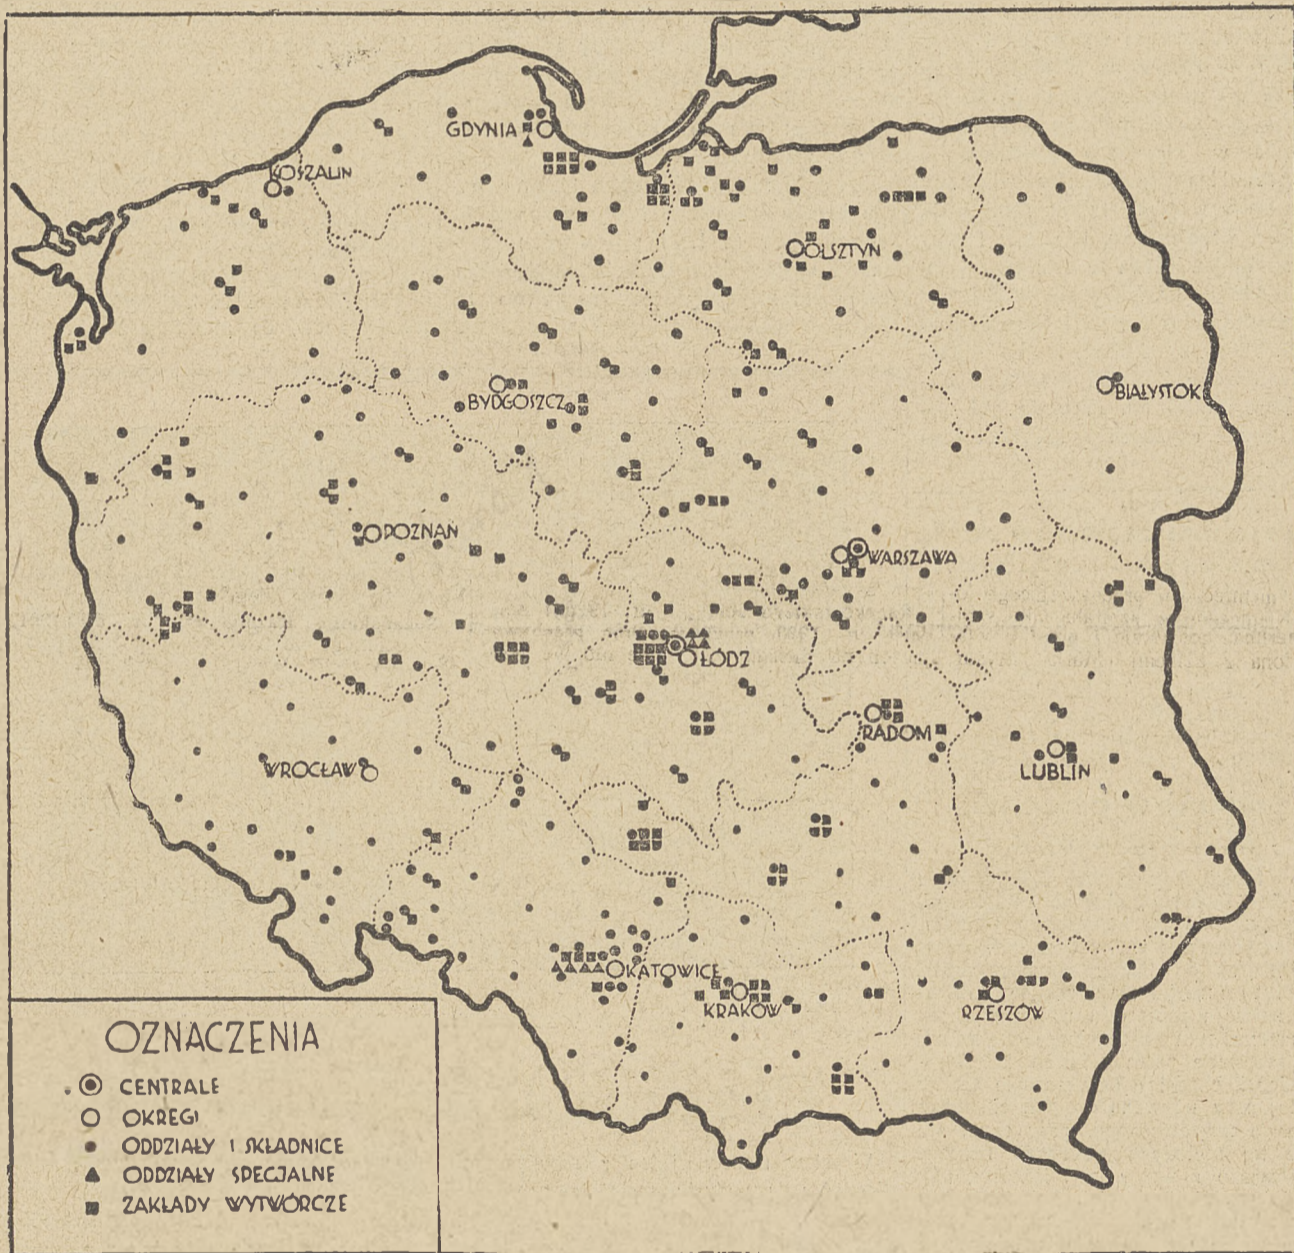 GDYNIA
KOSZALIN
OLSZTYN
BYDGOSZCZ
BIAŁYSTOK
POZNAŃ
WARSZAWA
ŁÓDZ
RADOM
LUBLIN
WROCŁAW
KATOWICE
KRAKÓW
RZESZÓW
OZNACZENIA
CENTRALE
OKRĘGI
ODDZIAŁY I SKŁADNICE
ODDZIAŁY SPECJALNE
ZAKŁADY WYTWÓRCZE